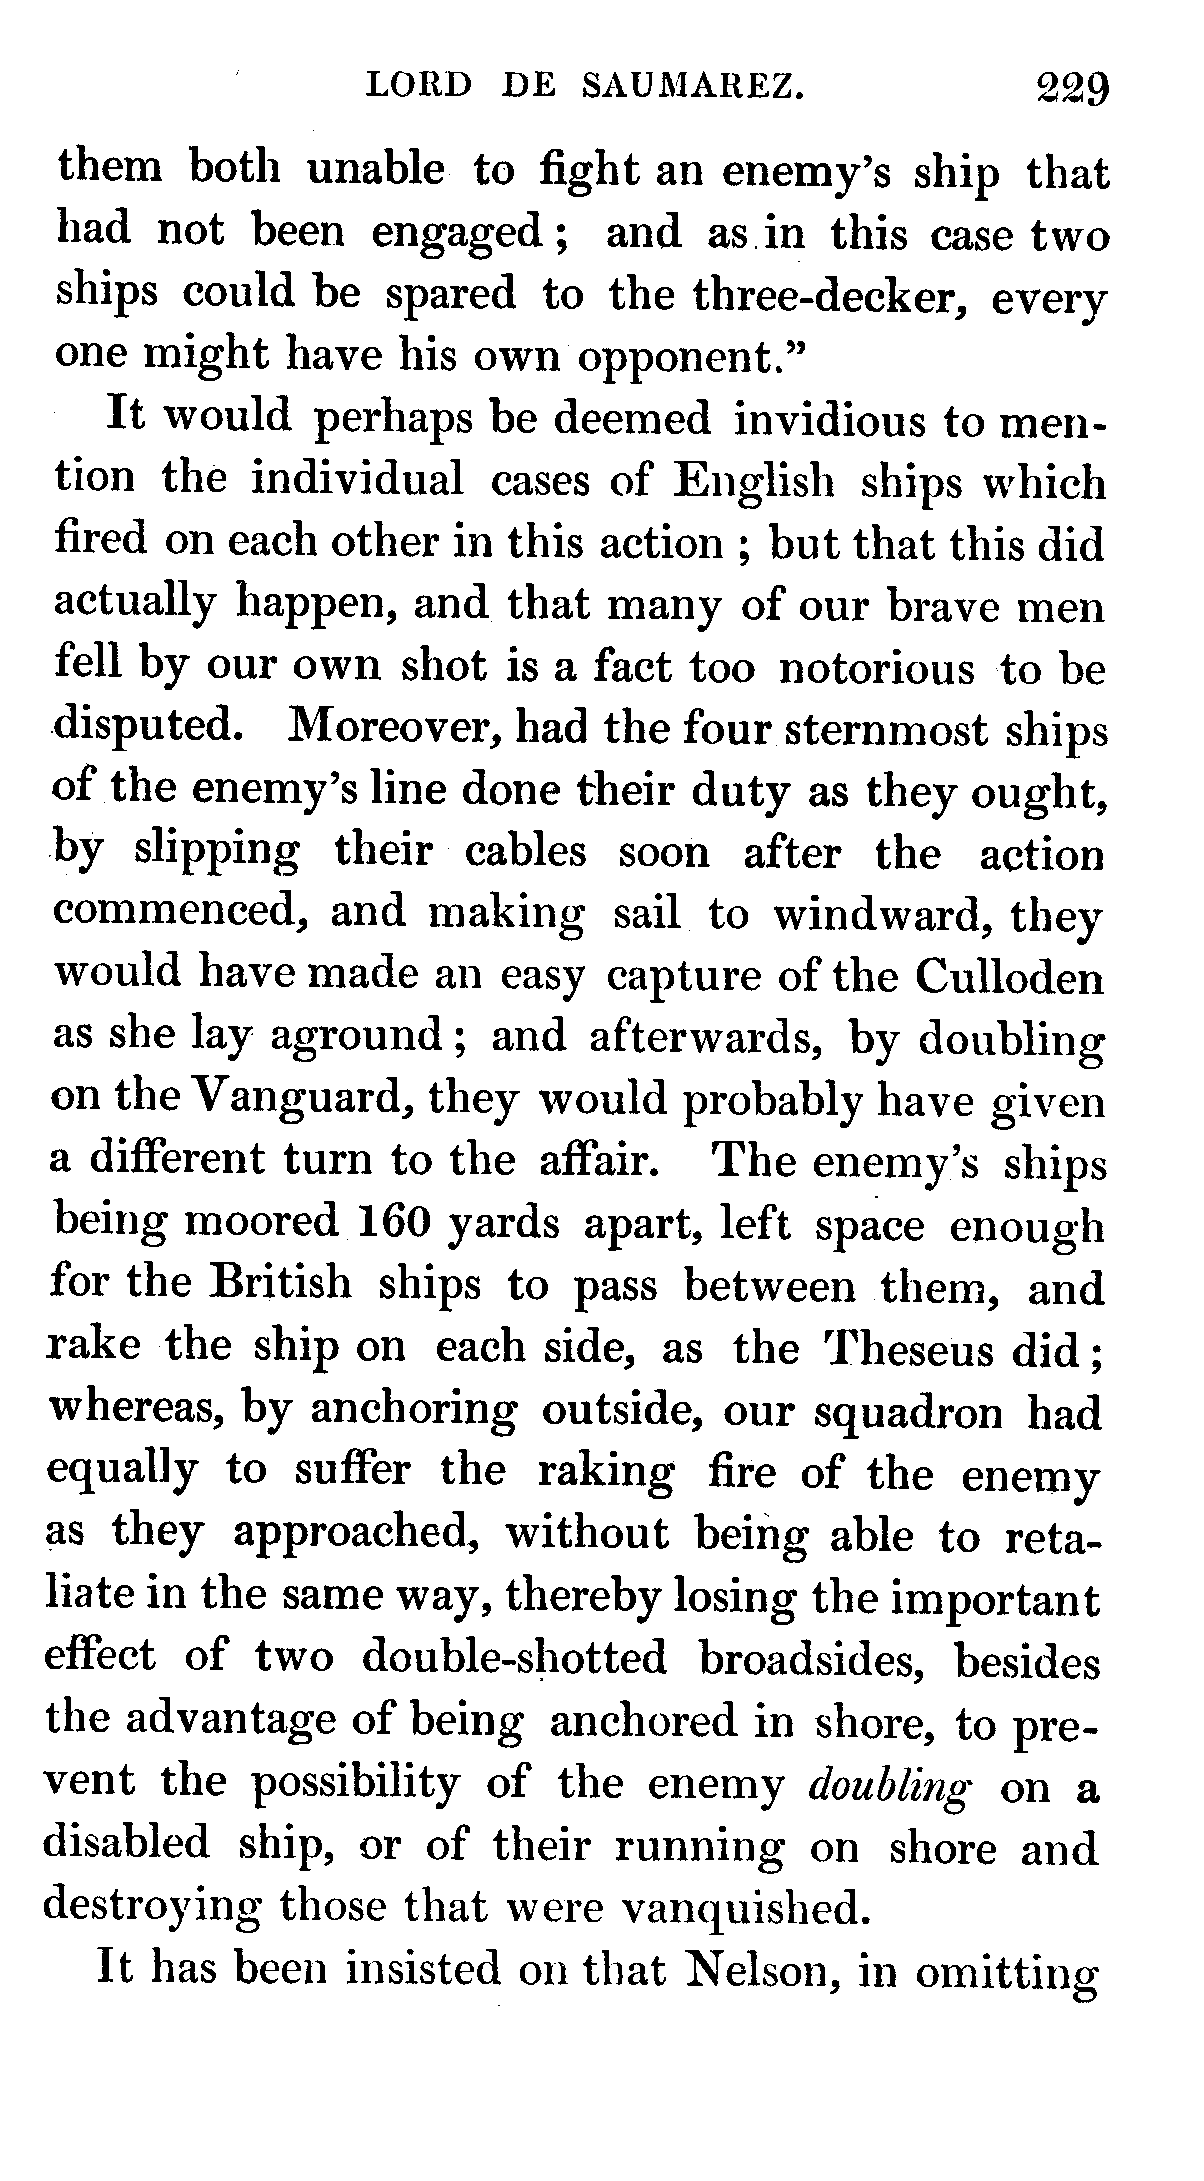 LORD DE SAUMAREZ. 229
them both unable to fight an enemy's ship that
had not been engaged ; and as in this case two
ships could be spared to the three-decker, every
one might have his own opponent."
It would perhaps be deemed invidious to men-
tion the individual cases of English ships which
fired on each other in this action ; but that this did
actually happen, and that many of our brave men
fell by our own shot is a fact too notorious to be
disputed. Moreover, had the four sternmost ships
of the enemy's line done their duty as they ought,
by slipping their cables soon after the action
commenced, and making sail to windward, they
would have made an easy capture of the Culloden
as she lay aground ; and afterwards, by doubling
on the Vanguard, they would probably have given
a different turn to the affair. The enemy's ships
being moored 160 yards apart, left space enough
for the British ships to pass between them, and
rake the ship on each side, as the Theseus did ;
whereas, by anchoring outside, our squadron had
equally to suffer the raking fire of the enemy
as they approached, without being able to reta-
liate in the same way, thereby losing the important
effect of two double-shotted broadsides, besides
the advantage of being anchored in shore, to pre-
vent the possibility of the enemy doubling on a
disabled ship, or of their running on shore and
destroying those that were vanquished.
It has been insisted on that Nelson, in omitting